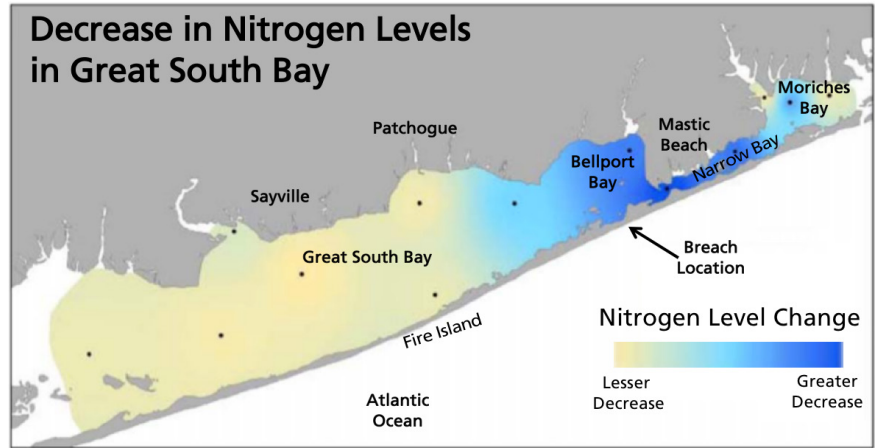 Decrease in Nitrogen Levels
in Great South Bay
Moriches
Bay
Patchogue
Mastic
Beach
Narrow Bay
Bellport
Bay
Sayville
Great South Bay
Breach
Location
Fire Island
Nitrogen Level Change
Lesser
Decrease
Greater
Decrease
Atlantic
Ocean